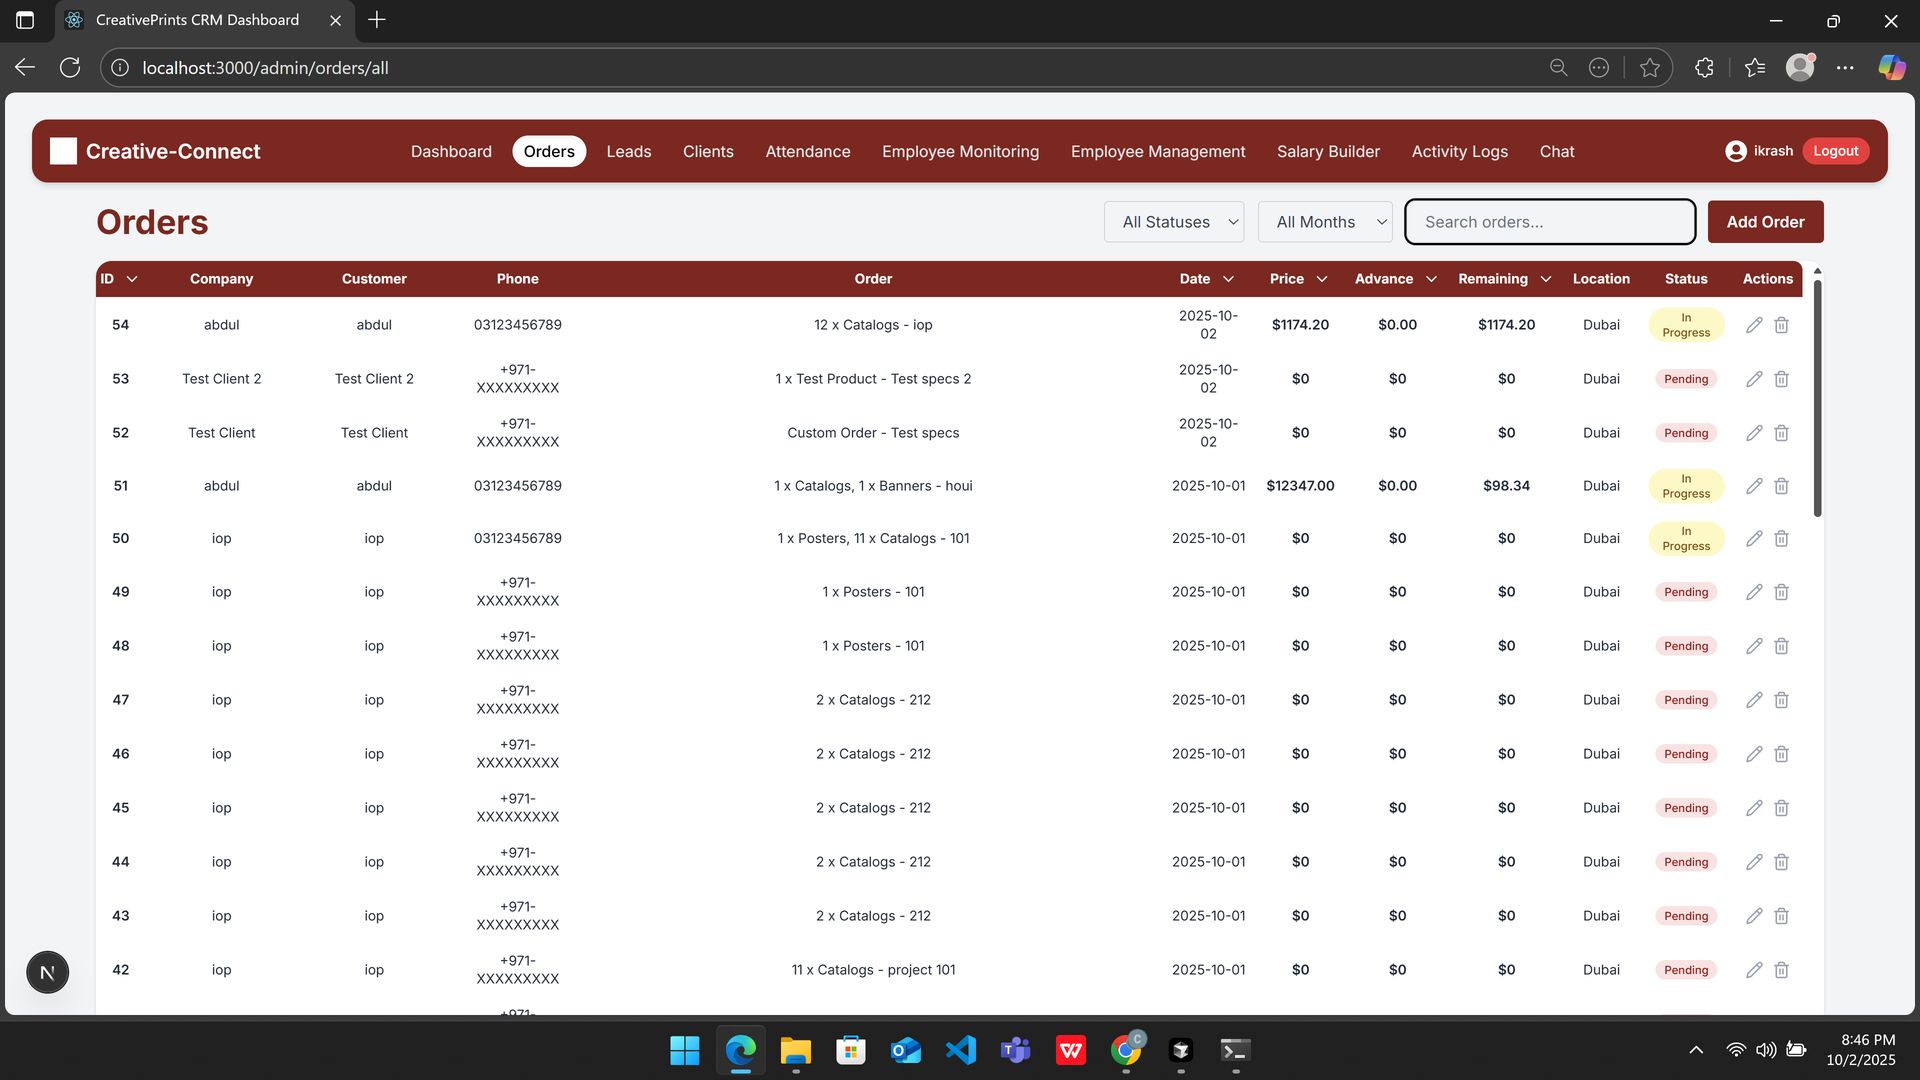 CreativePrints CRM Dashboard
localhost:3000/admin/orders/all
Creative-Connect Dashboard Orders Leads Clients Attendance Employee Monitoring Employee Management Salary Builder Activity Logs Chat ikrash Logout
Orders All Statuses All Months Search orders... Add Order
ID Company Customer Phone Order Date Price Advance Remaining Location Status Actions
54 abdul abdul 03123456789 12 x Catalogs - iop 2025-10-02 $1174.20 $0.00 $1174.20 Dubai In Progress
53 Test Client 2 Test Client 2 +971-XXXXXXXXX 1 x Test Product - Test specs 2 2025-10-02 $0 $0 $0 Dubai Pending
52 Test Client Test Client +971-XXXXXXXXX Custom Order - Test specs 2025-10-02 $0 $0 $0 Dubai Pending
51 abdul abdul 03123456789 1 x Catalogs, 1 x Banners - houi 2025-10-01 $12347.00 $0.00 $98.34 Dubai In Progress
50 iop iop 03123456789 1 x Posters, 11 x Catalogs - 101 2025-10-01 $0 $0 $0 Dubai In Progress
49 iop iop +971-XXXXXXXXX 1 x Posters - 101 2025-10-01 $0 $0 $0 Dubai Pending
48 iop iop +971-XXXXXXXXX 1 x Posters - 101 2025-10-01 $0 $0 $0 Dubai Pending
47 iop iop +971-XXXXXXXXX 2 x Catalogs - 212 2025-10-01 $0 $0 $0 Dubai Pending
46 iop iop +971-XXXXXXXXX 2 x Catalogs - 212 2025-10-01 $0 $0 $0 Dubai Pending
45 iop iop +971-XXXXXXXXX 2 x Catalogs - 212 2025-10-01 $0 $0 $0 Dubai Pending
44 iop iop +971-XXXXXXXXX 2 x Catalogs - 212 2025-10-01 $0 $0 $0 Dubai Pending
43 iop iop +971-XXXXXXXXX 2 x Catalogs - 212 2025-10-01 $0 $0 $0 Dubai Pending
42 iop iop +971-XXXXXXXXX 11 x Catalogs - project 101 2025-10-01 $0 $0 $0 Dubai Pending
+971-
N
8:46 PM
10/2/2025